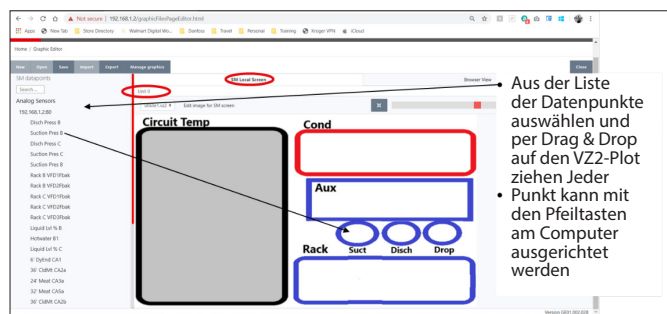 Not secure | 192.168.1.2/graphicFilesPageEditor.html
Apps New Tab Store Directory Walmart Digital Wo... Danfoss Travel Personal Training Kroger VPN iCloud
Home / Graphic Editor
New Open Save Import Export Manage graphics Close
SM datapoints
SM Local Screen
Browser View
Search...
Unit 0
Analog Sensors
Edit image for SM screen
192.168.1.2:80
Disch Press B
Suction Pres B
Disch Press C
Suction Pres C
Suction Pres B
Rack B VFD1Fbak
Rack C VFD1Fbak
Rack C VFD2Fbak
Rack C VFD3Fbak
Liquid Lvl % B
Hotwater B1
Liquid Lvl % C
6' DyEnd CA1
36' CldMt CA2a
24' Meat CA3a
32' Meat CA5a
36' CldMt CA2b
Circuit Temp
Cond
Aux
Rack Suct Disch Drop
• Aus der Liste
der Datenpunkte
auswählen und
per Drag & Drop
auf den VZ2-Plot
ziehen Jeder
• Punkt kann mit
den Pfeiltasten
am Computer
ausgerichtet
werden